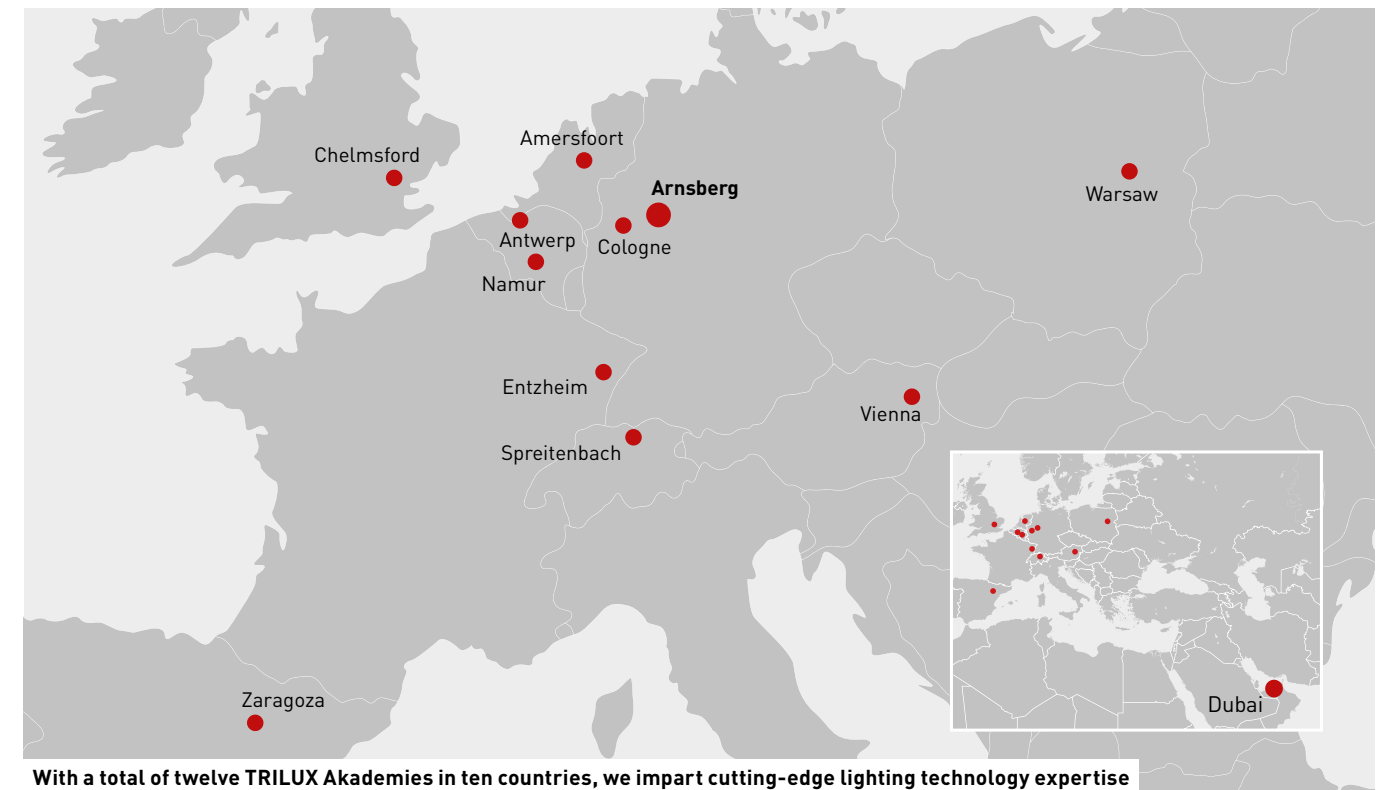 Amersfoort
Chelmsford
Arnsberg
Warsaw
Antwerp
Cologne
Namur
Entzheim
Vienna
Spreitenbach
Zaragoza
Dubai
With a total of twelve TRILUX Akademies in ten countries, we impart cutting-edge lighting technology expertise